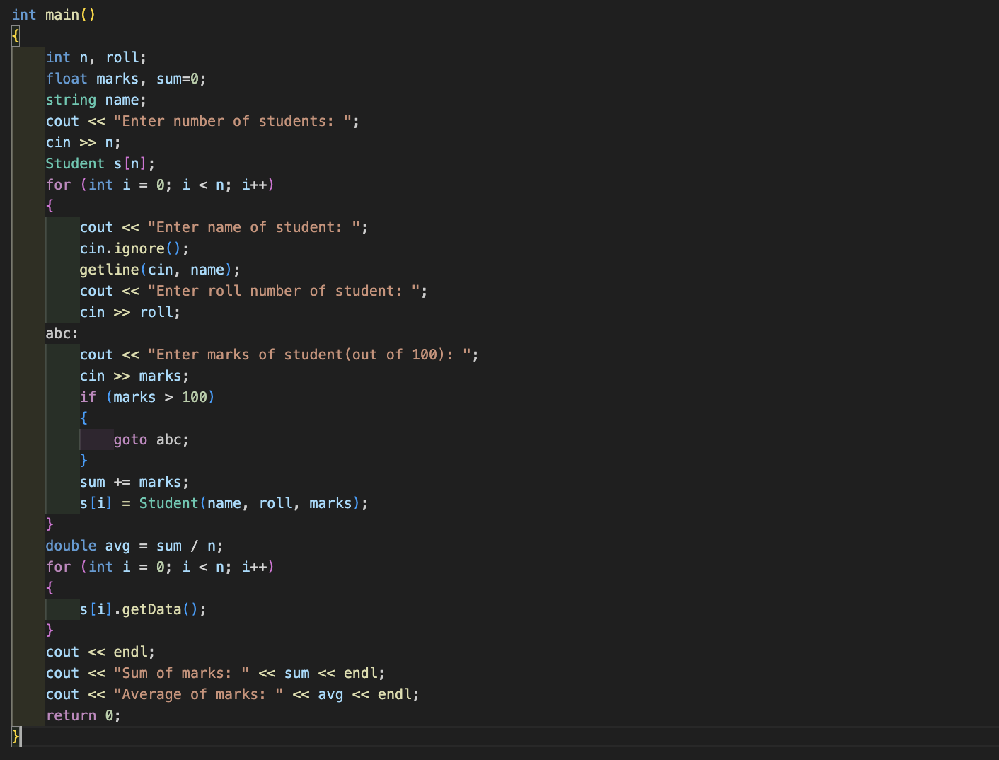 int main()
{
    int n, roll;
    float marks, sum=0;
    string name;
    cout << "Enter number of students: ";
    cin >> n;
    Student s[n];
    for (int i = 0; i < n; i++)
    {
        cout << "Enter name of student: ";
        cin.ignore();
        getline(cin, name);
        cout << "Enter roll number of student: ";
        cin >> roll;
    abc:
        cout << "Enter marks of student(out of 100): ";
        cin >> marks;
        if (marks > 100)
        {
            goto abc;
        }
        sum += marks;
        s[i] = Student(name, roll, marks);
    }
    double avg = sum / n;
    for (int i = 0; i < n; i++)
    {
        s[i].getData();
    }
    cout << endl;
    cout << "Sum of marks: " << sum << endl;
    cout << "Average of marks: " << avg << endl;
    return 0;
}